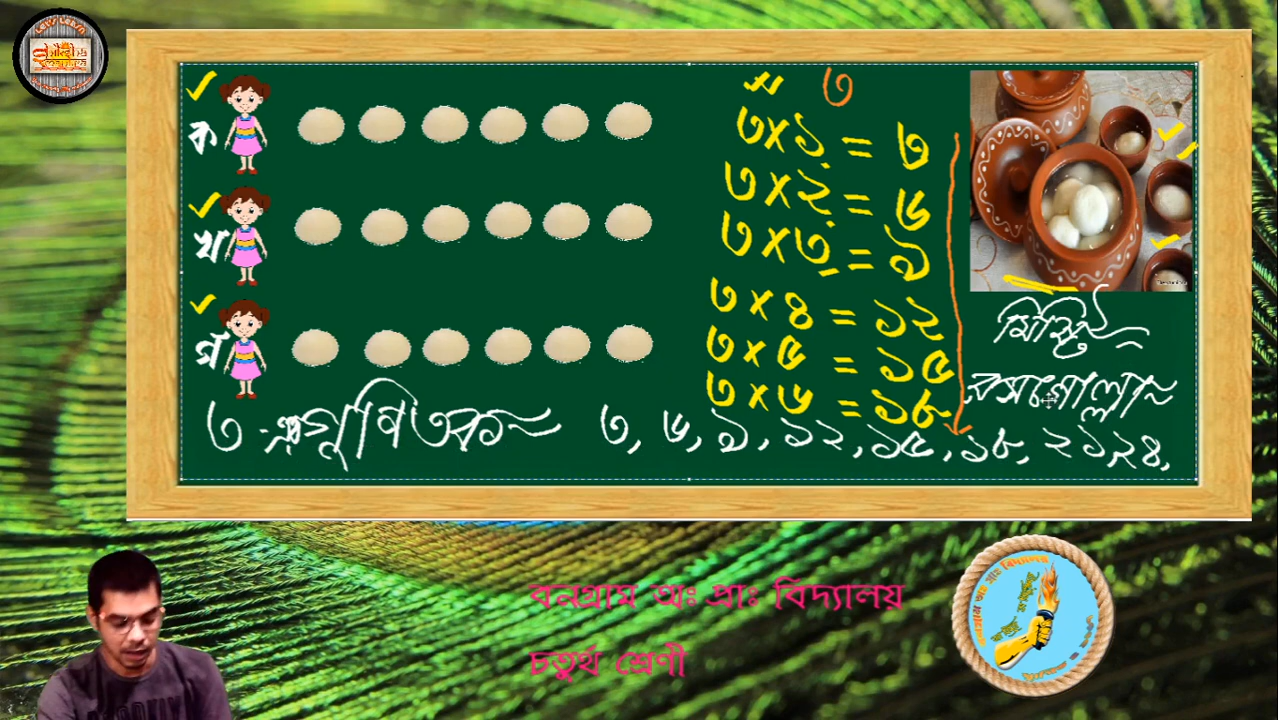 ক
খ
গ
৩
৩×১ = ৩
৩×২ = ৬
৩×৩ = ৯
৩×৪ = ১২
৩×৫ = ১৫
৩×৬ = ১৮
মিষ্টি
রসগোল্লা
৩ এর গুণিতক
৩, ৬, ৯, ১২, ১৫, ১৮, ২১,২৪,
বনগ্রাম অঃ প্রাঃ বিদ্যালয়
চতুর্থ শ্রেণী